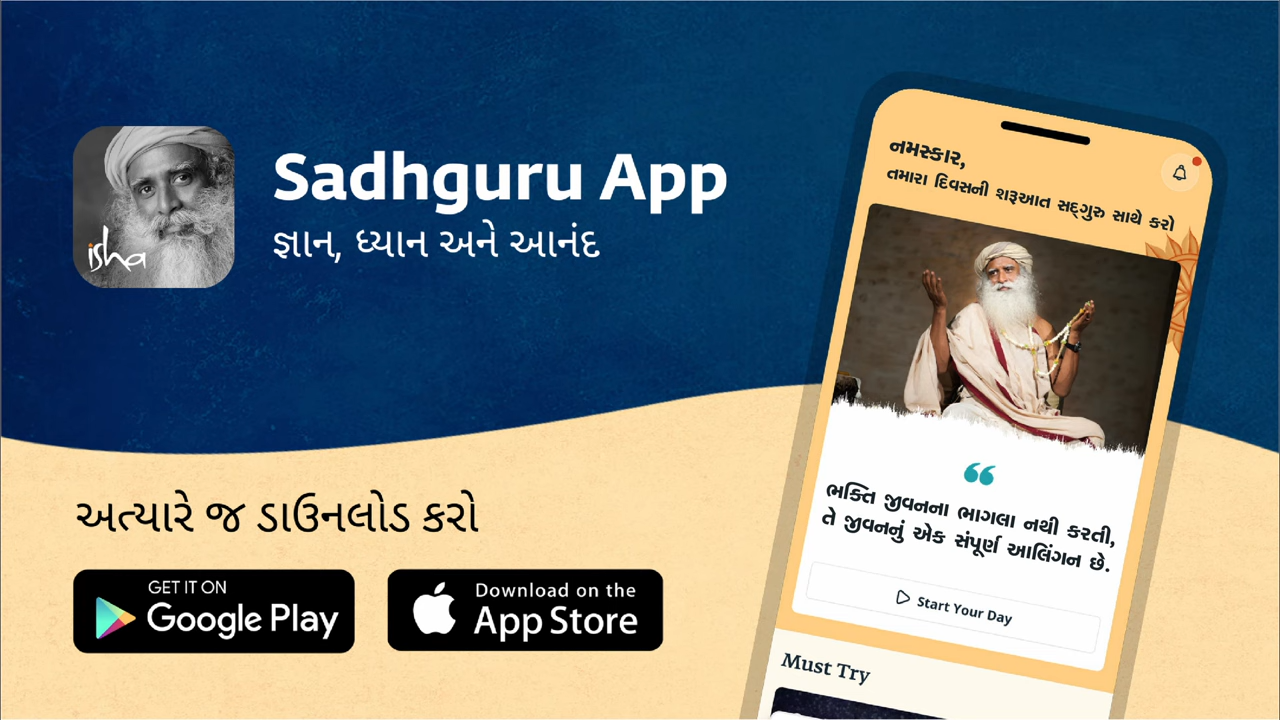 isha
Sadhguru App
જ્ઞાન, ધ્યાન અને આનંદ
અત્યારે જ ડાઉનલોડ કરો
GET IT ON
Google Play
Download on the
App Store
નમસ્કાર,
તમારા દિવસની શરૂઆત સદ્‌ગુરુ સાથે કરો
“
ભક્તિ જીવનના ભાગલા નથી કરતી,
તે જીવનનું એક સંપૂર્ણ આલિંગન છે.
Start Your Day
Must Try